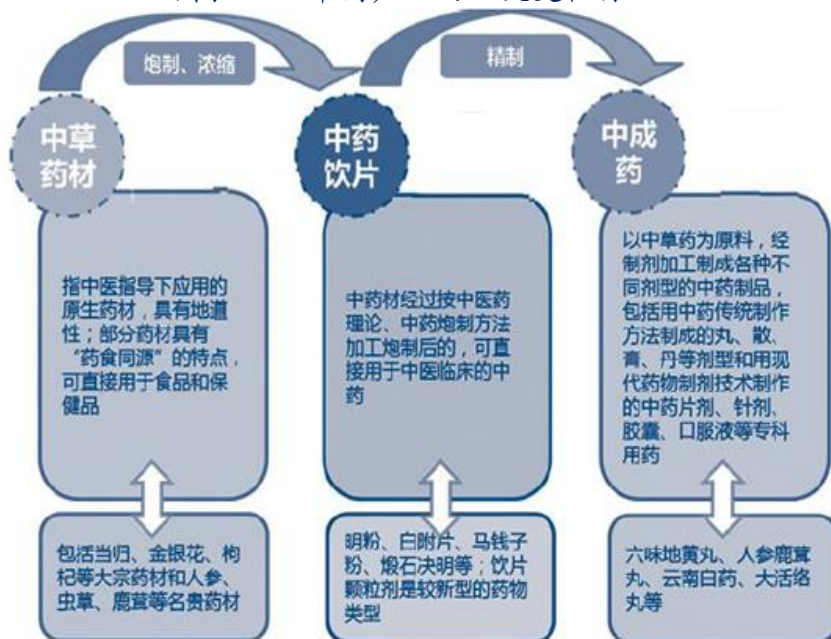 炮制、浓缩
精制
中草
药材
中药
饮片
中成
药
指中医指导下应用的
原生药材，具有地道
性；部分药材具有
“药食同源”的特点，
可直接用于食品和保
健品
中药材经过按中医药
理论、中药炮制方法
加工炮制后的，可直
接用于中医临床的中
药
以中草药为原料，经
制剂加工制成各种不
同剂型的中药制品，
包括用中药传统制作
方法制成的丸、散、
膏、丹等剂型和用现
代药物制剂技术制作
的中药片剂、针剂、
胶囊、口服液等专科
用药
包括当归、金银花、枸
杞等大宗药材和人参、
虫草、鹿茸等名贵药材
明粉、白附片、马钱子
粉、煅石决明等；饮片
颗粒剂是较新型的药物
类型
六味地黄丸、人参鹿茸
丸、云南白药、大活络
丸等